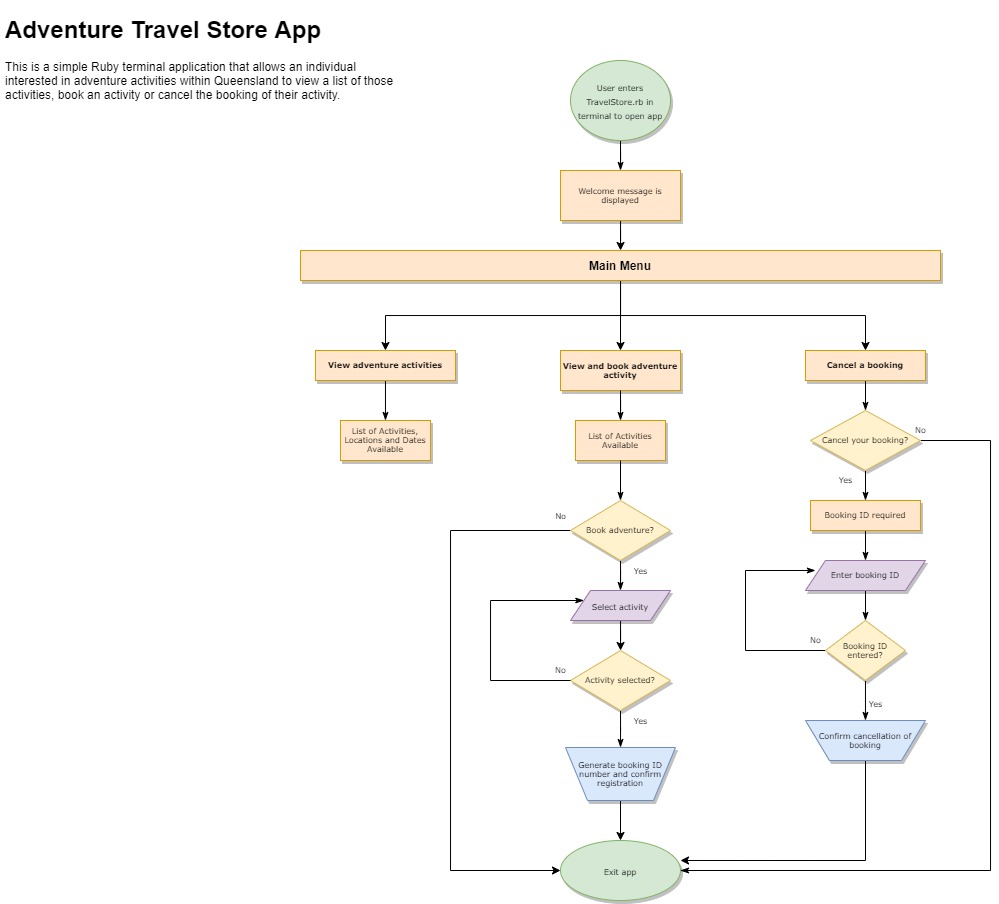 Adventure Travel Store App
This is a simple Ruby terminal application that allows an individual
interested in adventure activities within Queensland to view a list of those
activities, book an activity or cancel the booking of their activity.
User enters
TravelStore.rb in
terminal to open app
Welcome message is
displayed
Main Menu
View adventure activities
View and book adventure
activity
Cancel a booking
List of Activities,
Locations and Dates
Available
List of Activities
Available
Cancel your booking?
No
Yes
Booking ID required
No
Book adventure?
Yes
Enter booking ID
Select activity
No
Booking ID
entered?
No
Activity selected?
Yes
Yes
Confirm cancellation of
booking
Generate booking ID
number and confirm
registration
Exit app